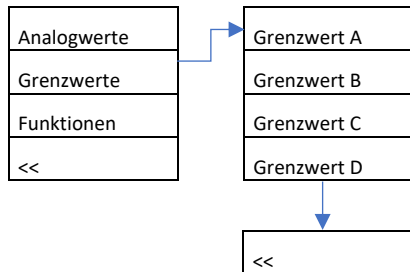 Analogwerte
Grenzwerte
Funktionen
<<
Grenzwert A
Grenzwert B
Grenzwert C
Grenzwert D
<<